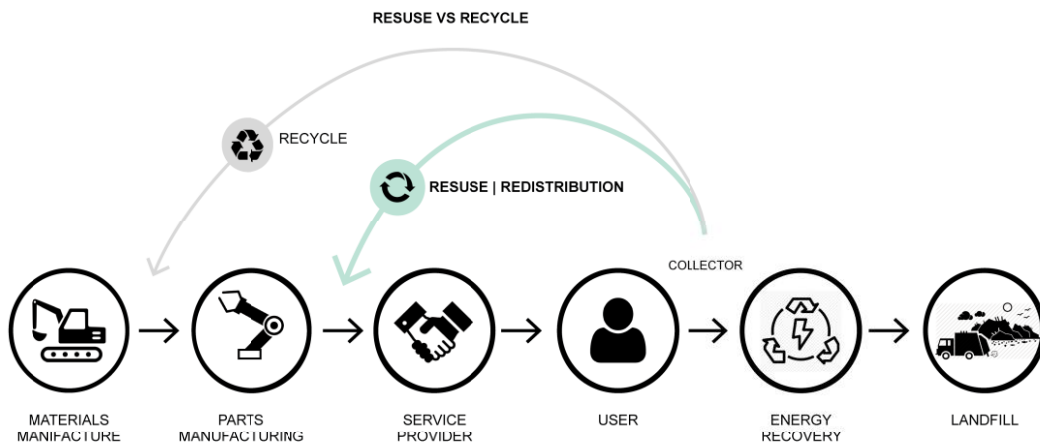 RESUSE VS RECYCLE
RECYCLE
RESUSE | REDISTRIBUTION
COLLECTOR
MATERIALS
MANIFACTURE
PARTS
MANUFACTURING
SERVICE
PROVIDER
USER
ENERGY
RECOVERY
LANDFILL